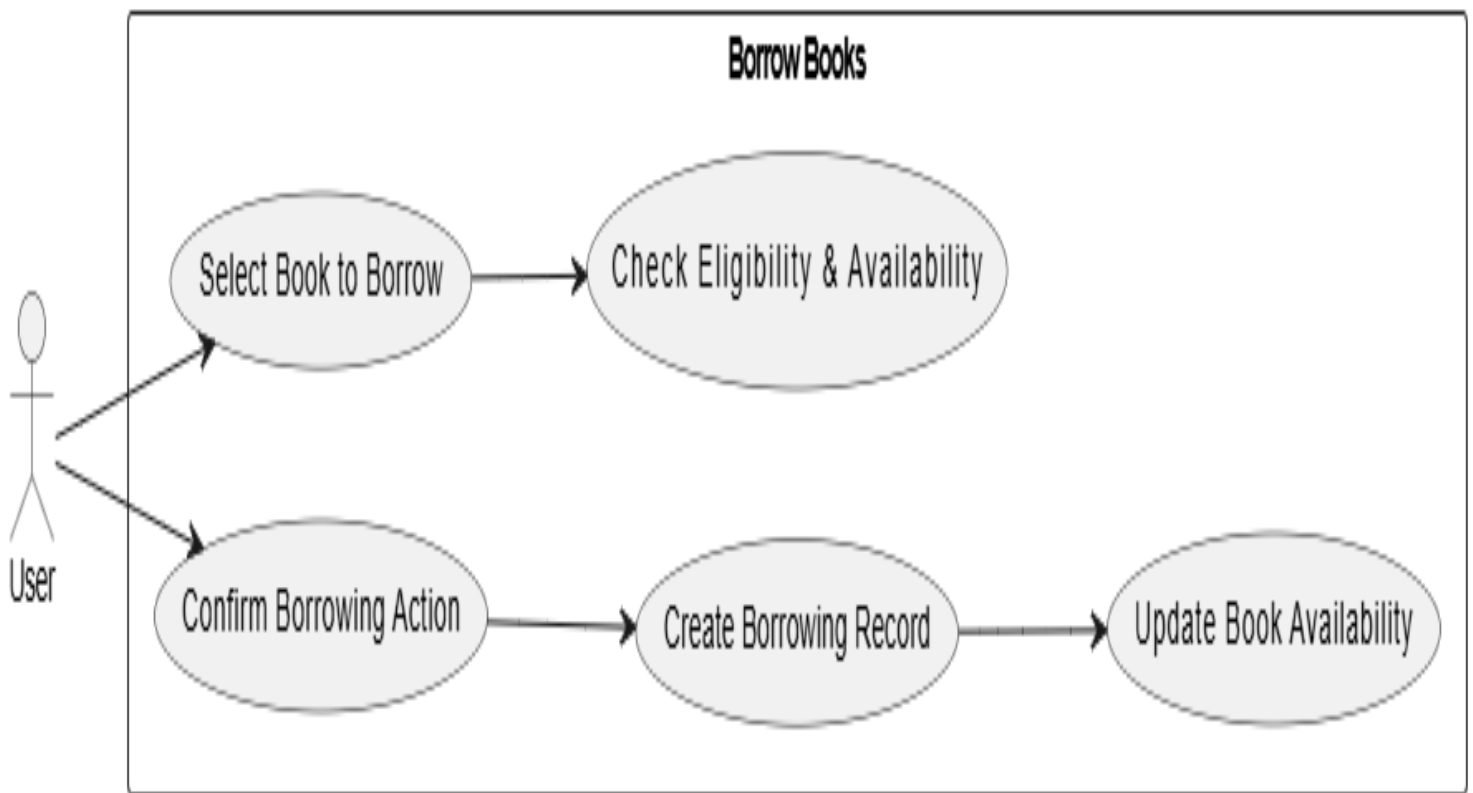 Borrow Books
Select Book to Borrow
Check Eligibility & Availability
User
Confirm Borrowing Action
Create Borrowing Record
Update Book Availability